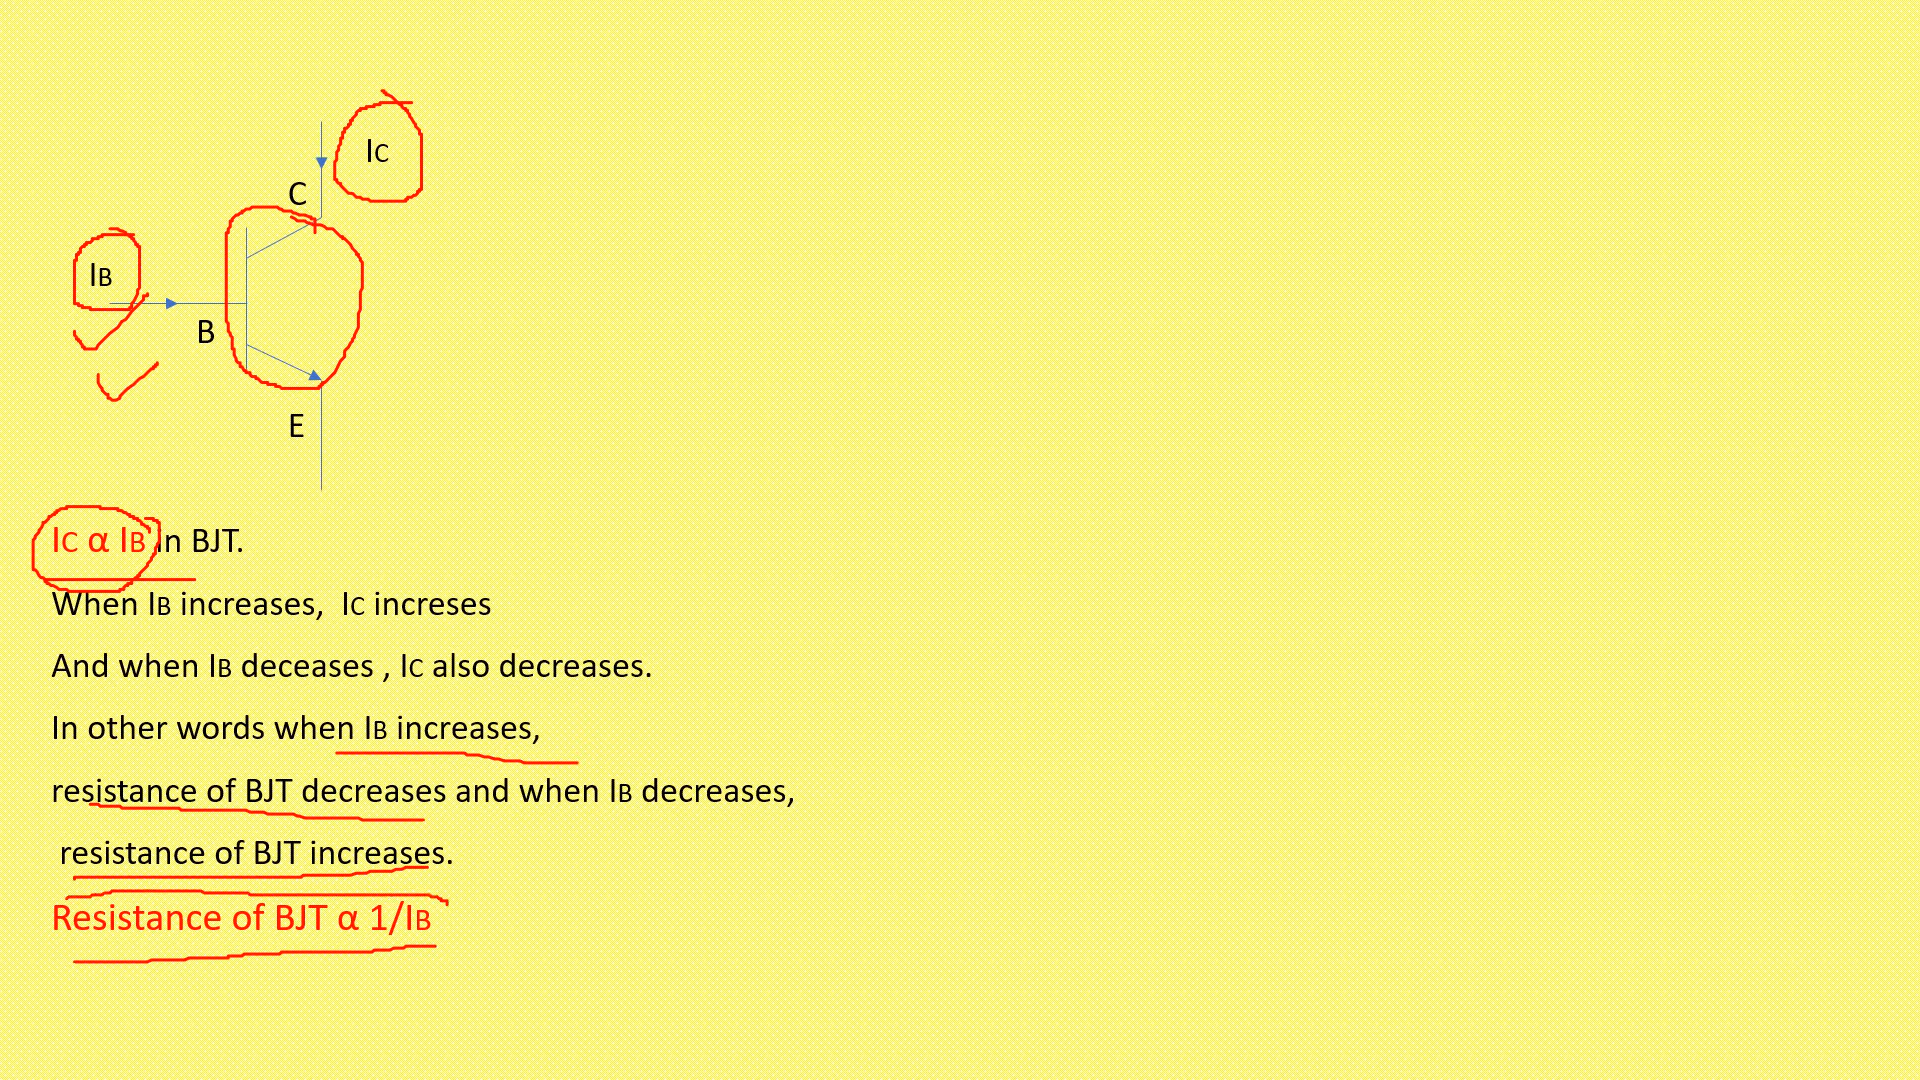 IC
C
IB
B
E
IC α IB in BJT.
When IB increases, IC increses
And when IB deceases , IC also decreases.
In other words when IB increases,
resistance of BJT decreases and when IB decreases,
resistance of BJT increases.
Resistance of BJT α 1/IB